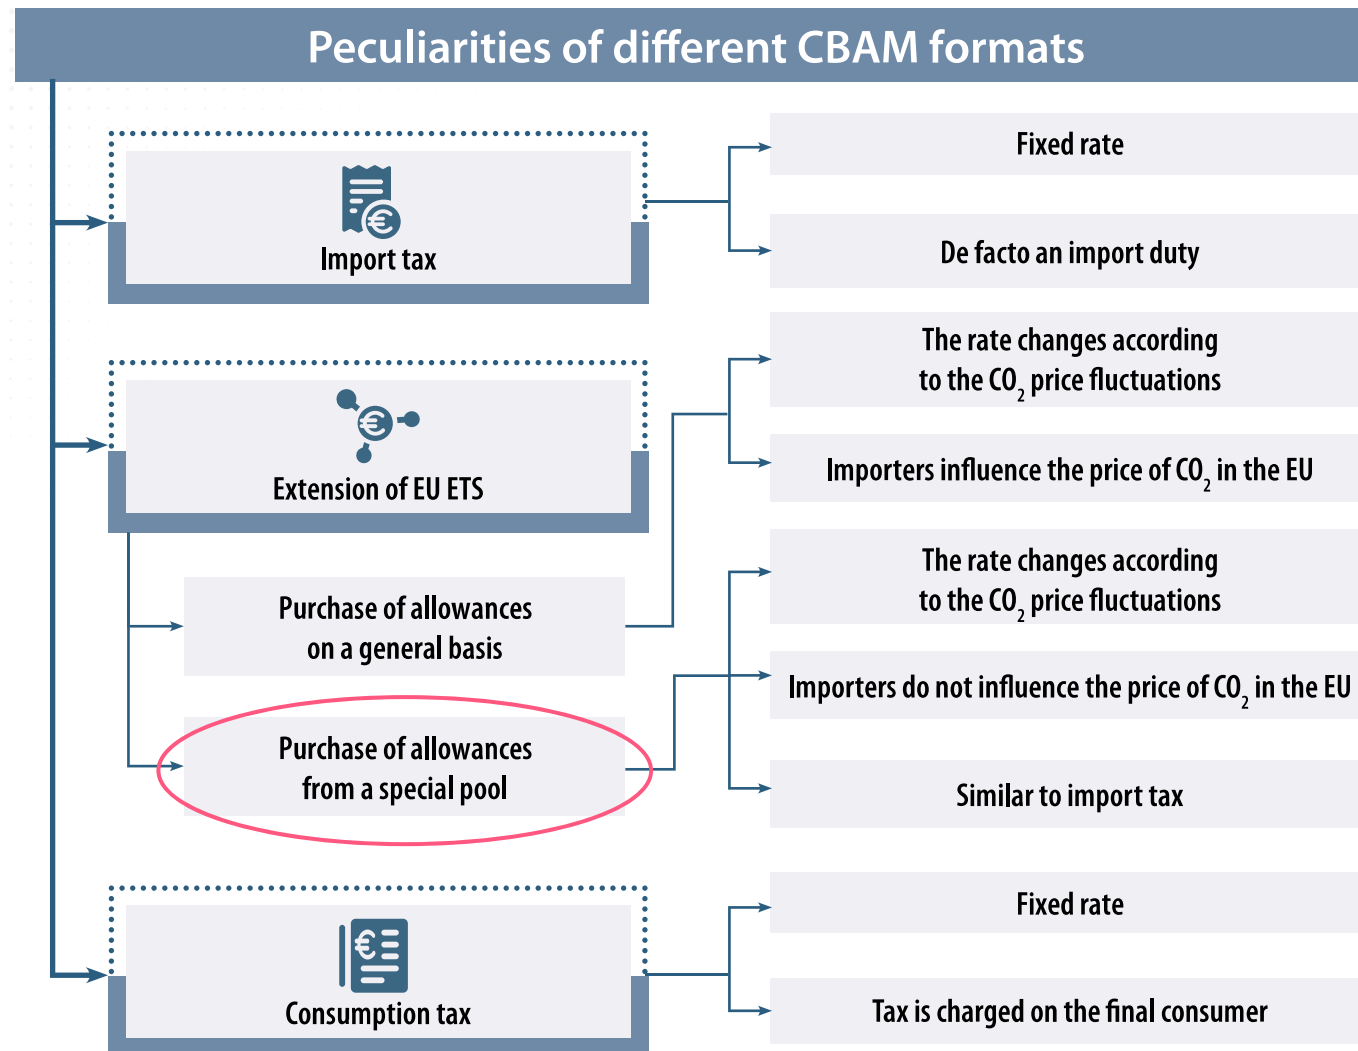 Peculiarities of different CBAM formats
Import tax
Fixed rate
De facto an import duty
Extension of EU ETS
Purchase of allowances
on a general basis
The rate changes according
to the CO₂ price fluctuations
Importers influence the price of CO₂ in the EU
Purchase of allowances
from a special pool
The rate changes according
to the CO₂ price fluctuations
Importers do not influence the price of CO₂ in the EU
Similar to import tax
Consumption tax
Fixed rate
Tax is charged on the final consumer